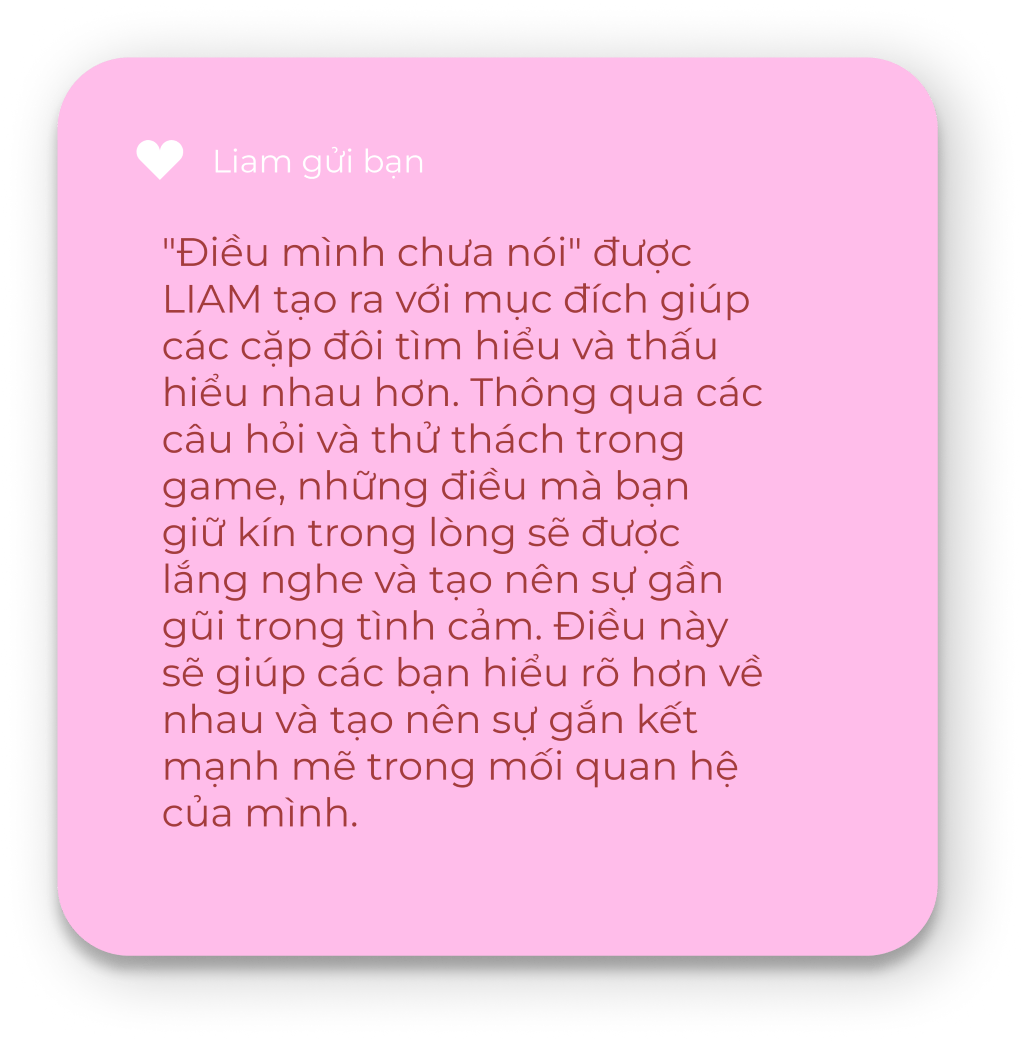 Liam gửi bạn
"Điều mình chưa nói" được
LIAM tạo ra với mục đích giúp
các cặp đôi tìm hiểu và thấu
hiểu nhau hơn. Thông qua các
câu hỏi và thử thách trong
game, những điều mà bạn
giữ kín trong lòng sẽ được
lắng nghe và tạo nên sự gần
gũi trong tình cảm. Điều này
sẽ giúp các bạn hiểu rõ hơn về
nhau và tạo nên sự gắn kết
mạnh mẽ trong mối quan hệ
của mình.